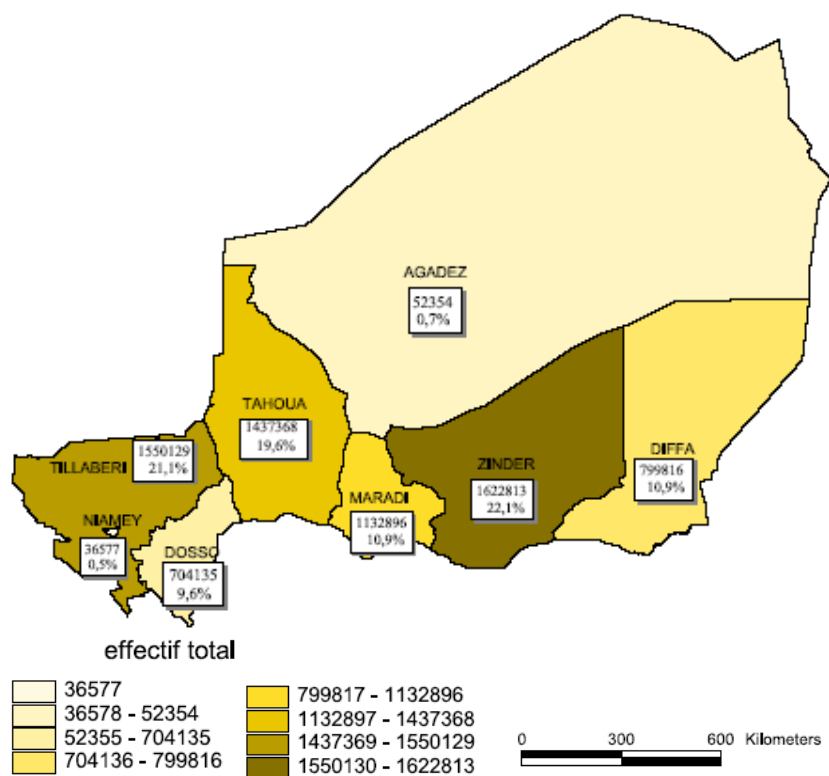 AGADEZ
52354
0,7%
TAHOUA
1437368
19,6%
TILLABERI
1550129
21,1%
NIAMEY
36577
0,5%
DOSSO
704135
9,6%
MARADI
1132896
10,9%
ZINDER
1622813
22,1%
DIFFA
799816
10,9%
effectif total
36577
36578 - 52354
52355 - 704135
704136 - 799816
799817 - 1132896
1132897 - 1437368
1437369 - 1550129
1550130 - 1622813
0 300 600 Kilometers